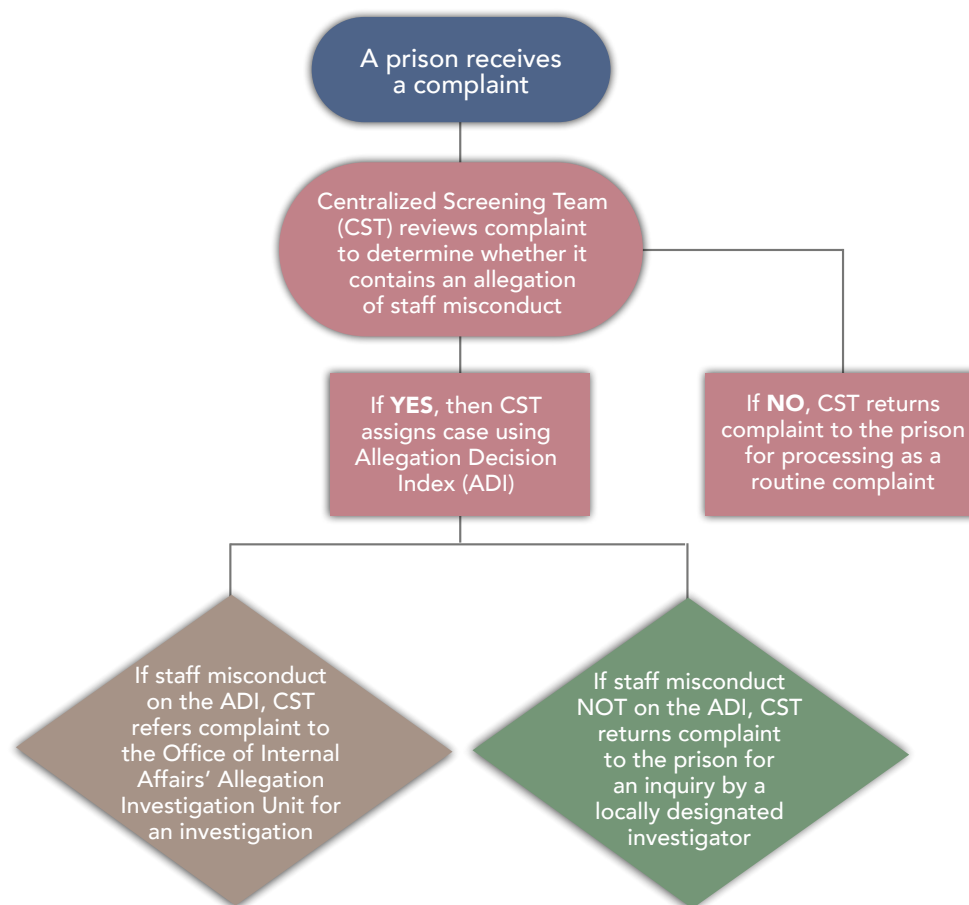 A prison receives
a complaint
Centralized Screening Team
(CST) reviews complaint
to determine whether it
contains an allegation
of staff misconduct
If YES, then CST
assigns case using
Allegation Decision
Index (ADI)
If NO, CST returns
complaint to the prison
for processing as a
routine complaint
If staff misconduct
on the ADI, CST
refers complaint to
the Office of Internal
Affairs’ Allegation
Investigation Unit for
an investigation
If staff misconduct
NOT on the ADI, CST
returns complaint
to the prison for
an inquiry by a
locally designated
investigator